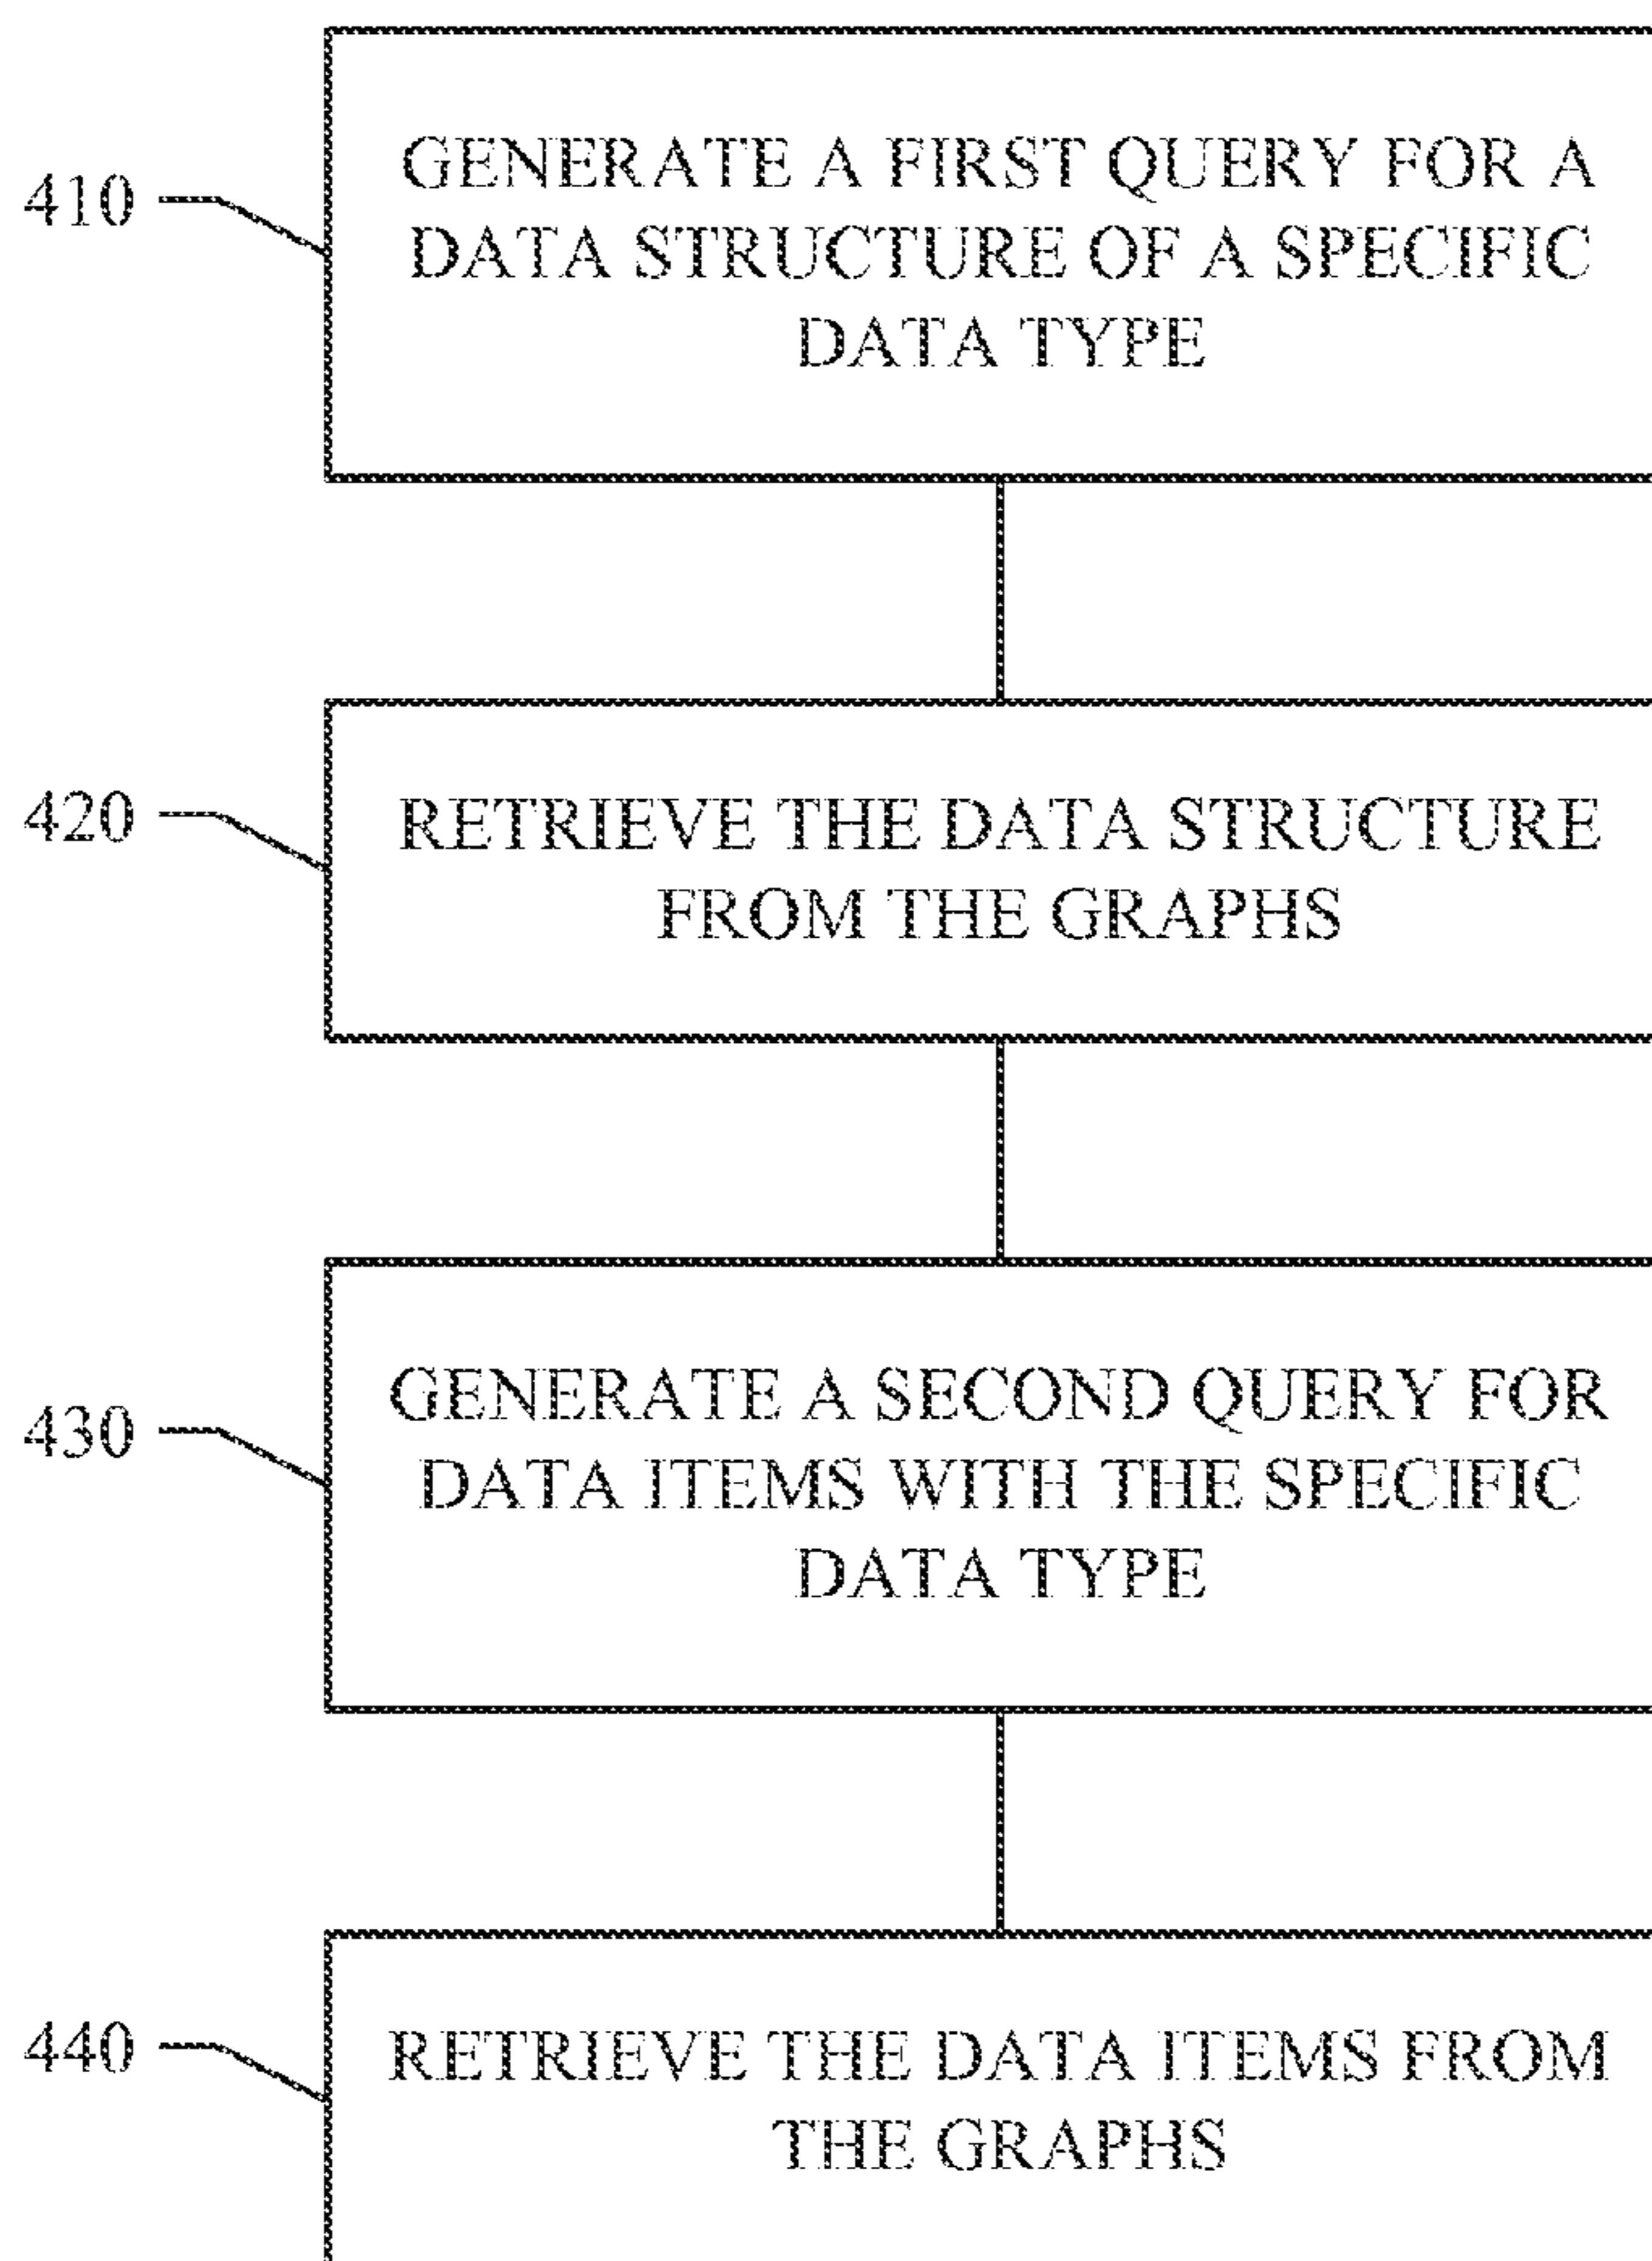 410
GENERATE A FIRST QUERY FOR A
DATA STRUCTURE OF A SPECIFIC
DATA TYPE
420
RETRIEVE THE DATA STRUCTURE
FROM THE GRAPHS
430
GENERATE A SECOND QUERY FOR
DATA ITEMS WITH THE SPECIFIC
DATA TYPE
440
RETRIEVE THE DATA ITEMS FROM
THE GRAPHS